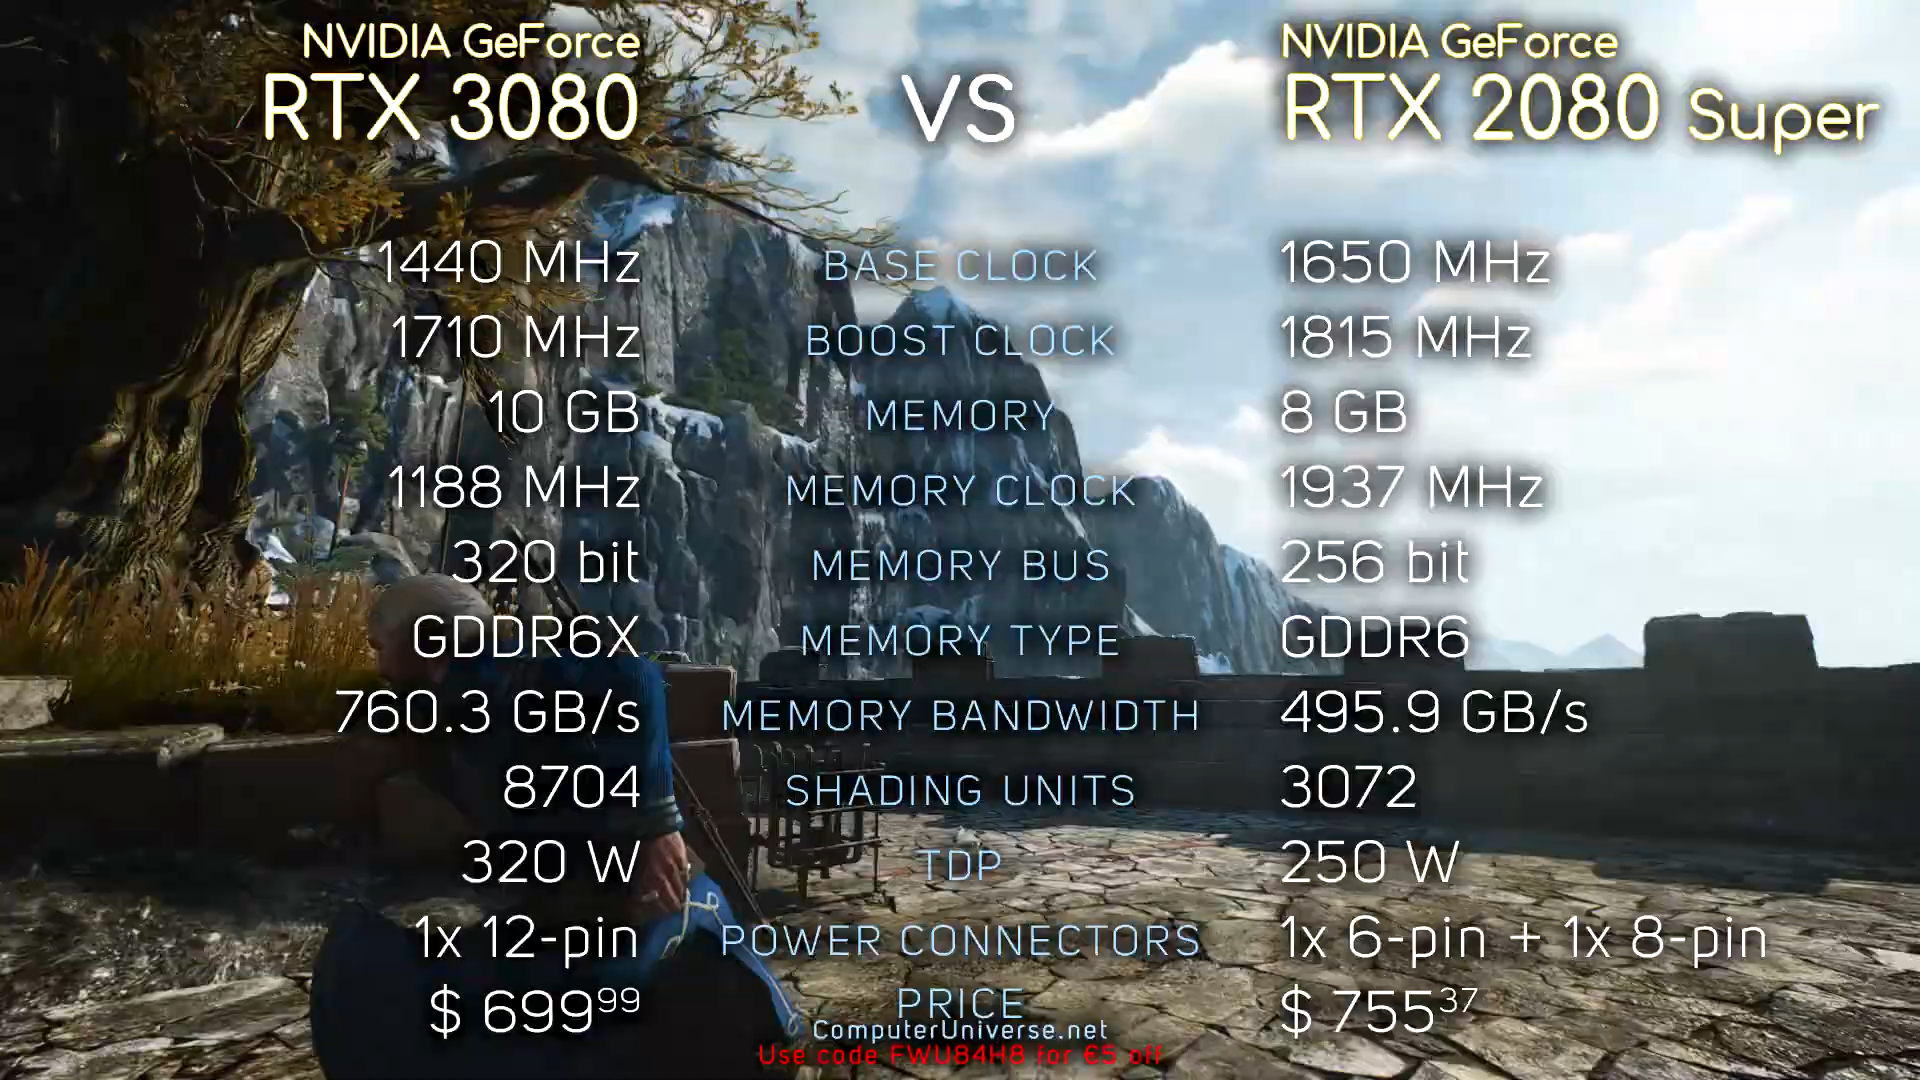 NVIDIA GeForce
RTX 3080
VS
NVIDIA GeForce
RTX 2080 Super
1440 MHz BASE CLOCK 1650 MHz
1710 MHz BOOST CLOCK 1815 MHz
10 GB MEMORY 8 GB
1188 MHz MEMORY CLOCK 1937 MHz
320 bit MEMORY BUS 256 bit
GDDR6X MEMORY TYPE GDDR6
760.3 GB/s MEMORY BANDWIDTH 495.9 GB/s
8704 SHADING UNITS 3072
320 W TDP 250 W
1x 12-pin POWER CONNECTORS 1x 6-pin + 1x 8-pin
$ 699⁹⁹ PRICE $ 755³⁷
ComputerUniverse.net
Use code FWU84H8 for €5 off